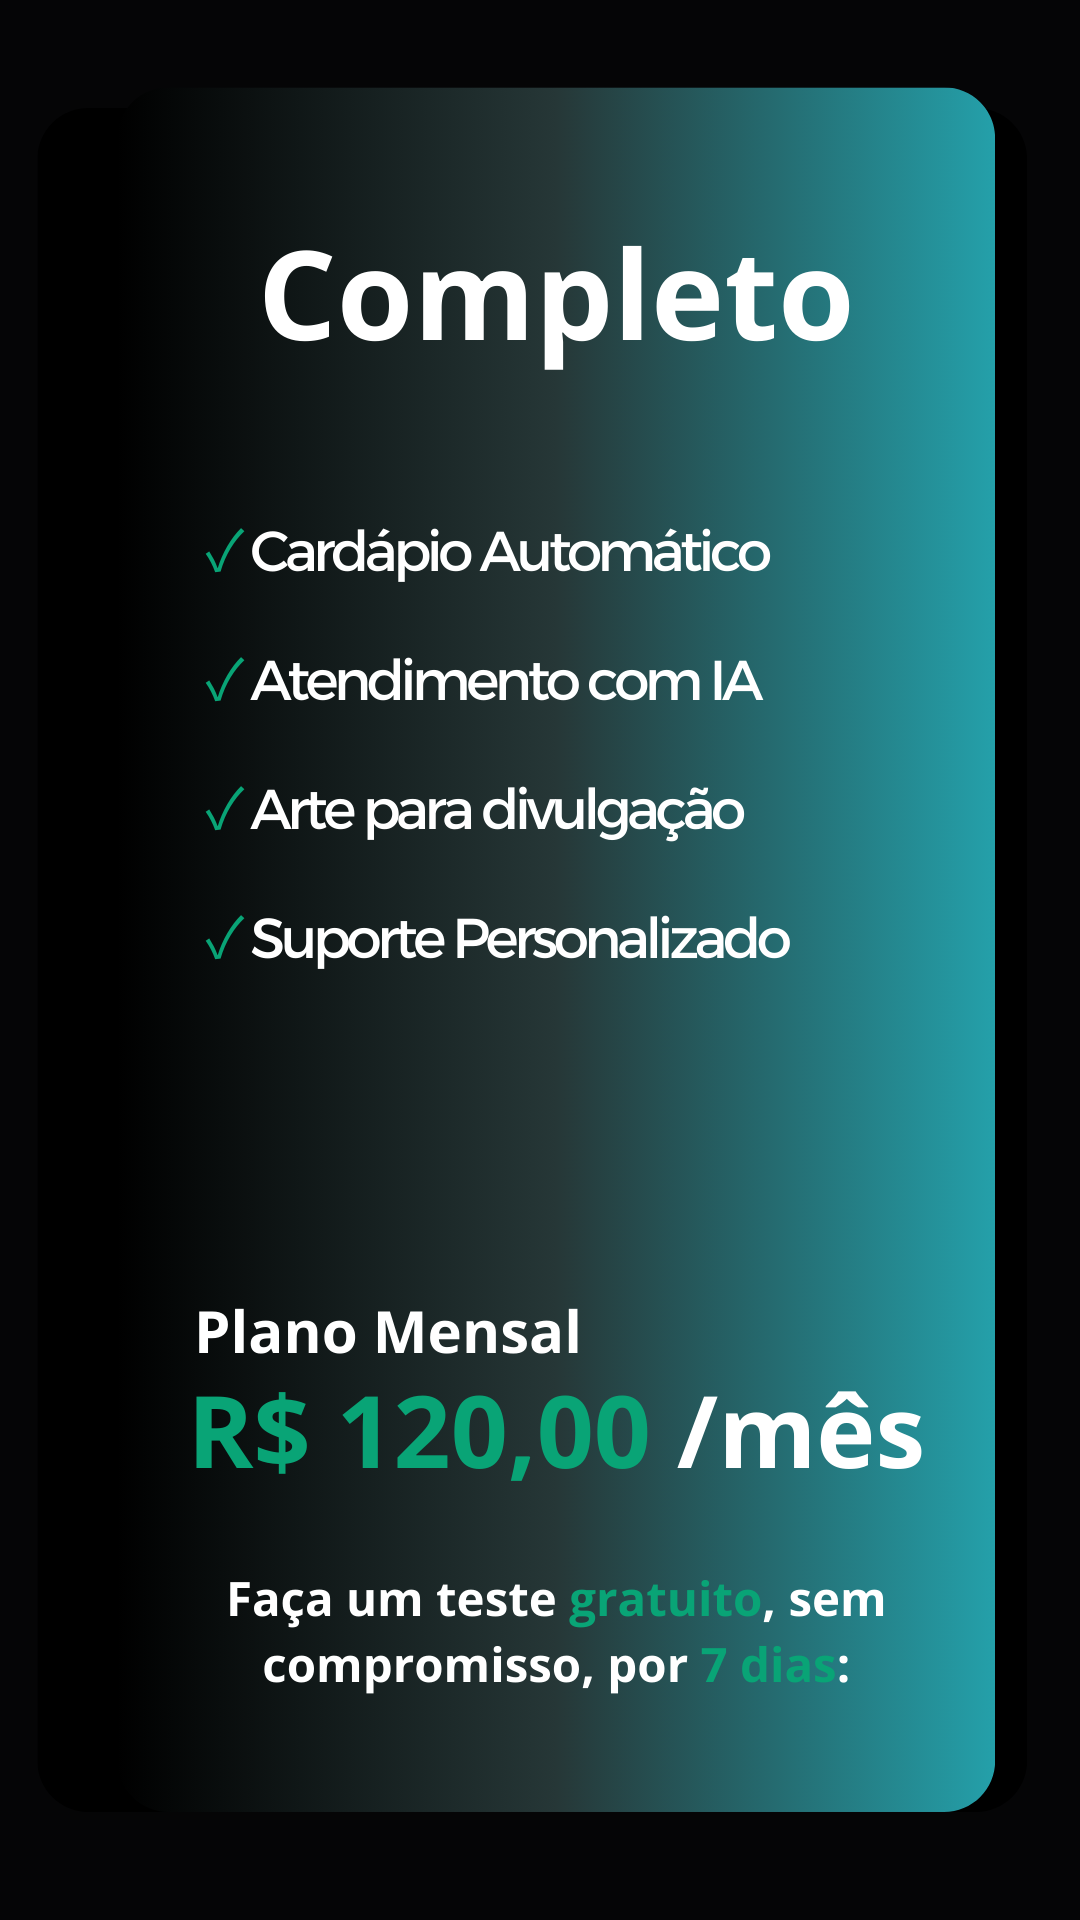 Completo
✓ Cardápio Automático
✓ Atendimento com IA
✓ Arte para divulgação
✓ Suporte Personalizado
Plano Mensal
R$ 120,00 /mês
Faça um teste gratuito, sem
compromisso, por 7 dias: